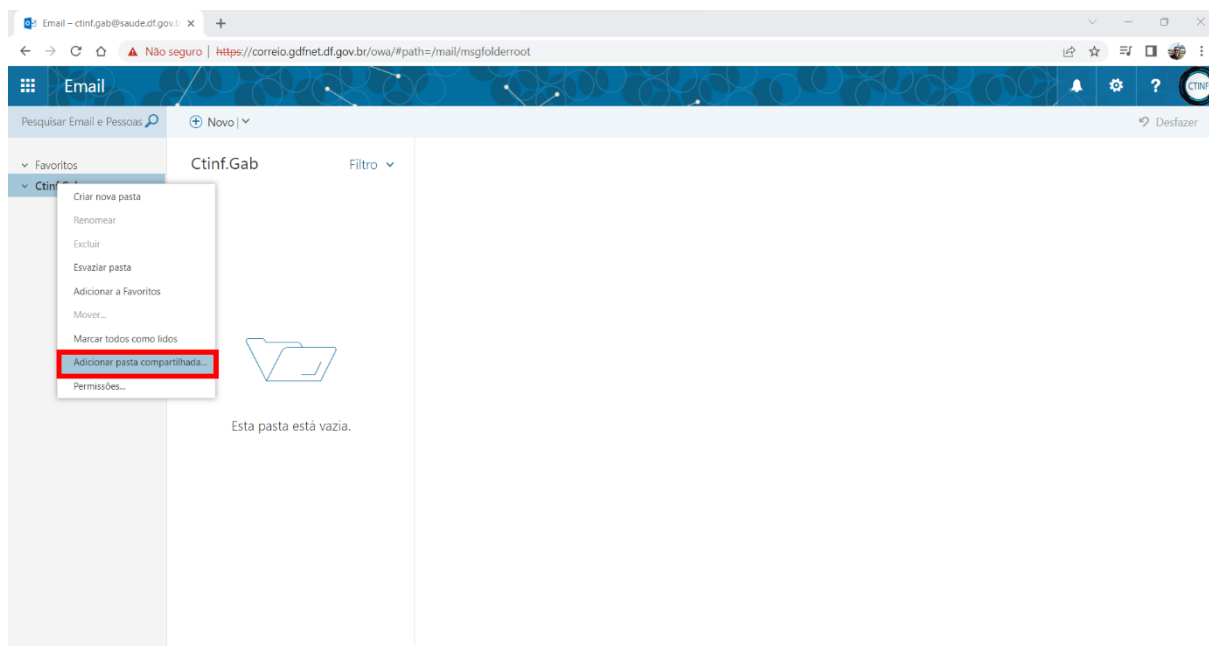 Email – ctinf.gab@saude.df.gov.b
Não seguro | https://correio.gdfnet.df.gov.br/owa/#path=/mail/msgfolderroot
Email
CTINF
Pesquisar Email e Pessoas
Novo
Desfazer
Favoritos
Ctinf.Gab
Filtro
Criar nova pasta
Renomear
Excluir
Esvaziar pasta
Adicionar a Favoritos
Mover...
Marcar todos como lidos
Adicionar pasta compartilhada...
Permissões...
Esta pasta está vazia.